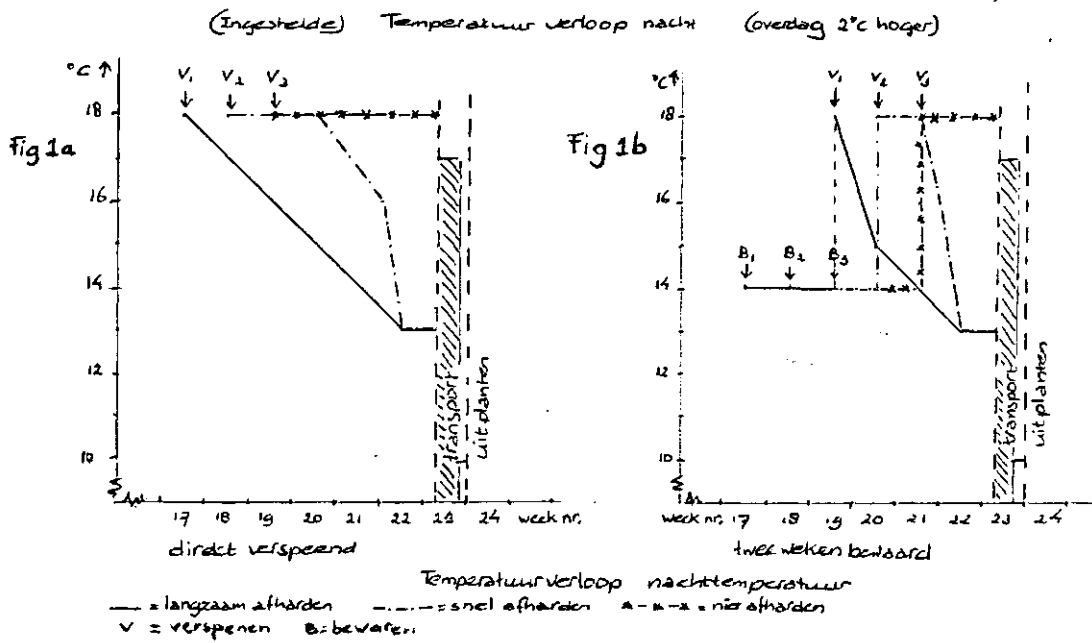 (Ingestelde) Temperatuur verloop nacht (overdag 2°C hoger)
°C ↑ V1 V2 V3
°C ↑ V1 V2 V3
Fig 1a
Fig 1b
18
16
14
12
10
18
16
14
12
10
B1 B2 B3
transport
uitplanten
transport
uitplanten
17 18 19 20 21 22 23 24 week nr.
week nr. 17 18 19 20 21 22 23 24
direct verspeend
twee weken bewaard
Temperatuurverloop nachttemperatuur
— = langzaam afharden —·—·— = snel afharden x-x-x = niet afharden
V = verspenen B = bewaren